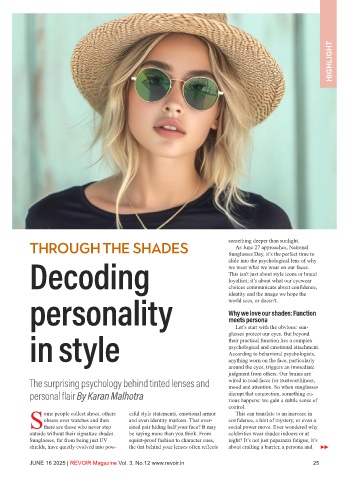 HIGHLIGHT
THROUGH THE SHADES
Decoding
personality
in style
The surprising psychology behind tinted lenses and
personal flair By Karan Malhotra
Some people collect shoes, others
obsess over watches and then
there are those who never step
outside without their signature shades.
Sunglasses, far from being just UV
shields, have quietly evolved into pow-
erful style statements, emotional armor
and even identity markers. That over-
sized pair hiding half your face? It may
be saying more than you think. From
aviator-proof fashion to character cues,
the tint behind your lenses often reflects
something deeper than sunlight.
As June 27 approaches, National
Sunglasses Day, it's the perfect time to
slide into the psychological lens of why
we wear what we wear on our faces.
This isn't just about style icons or brand
loyalties; it's about what our eyewear
choices communicate about confidence,
identity and the image we hope the
world sees, or doesn't.
Why we love our shades: Function
meets persona
Let's start with the obvious: sun-
glasses protect our eyes. But beyond
their practical function lies a complex
psychological and emotional attachment.
According to behavioral psychologists,
anything worn on the face, particularly
around the eyes, triggers an immediate
judgment from others. Our brains are
wired to read faces (or trustworthiness,
mood and attention. So when sunglasses
disrupt that connection, something cu-
rious happens: we gain a subtle sense of
control.
This can translate to an increase in
confidence, a hint of mystery, or even a
social power move. Ever wondered why
celebrities wear shades indoors or at
night? It's not just paparazzi fatigue, it's
about crafting a barrier, a persona and
JUNE 16 2025 | REVOIR Magazine Vol. 3, No.12 www.revoir.in
25